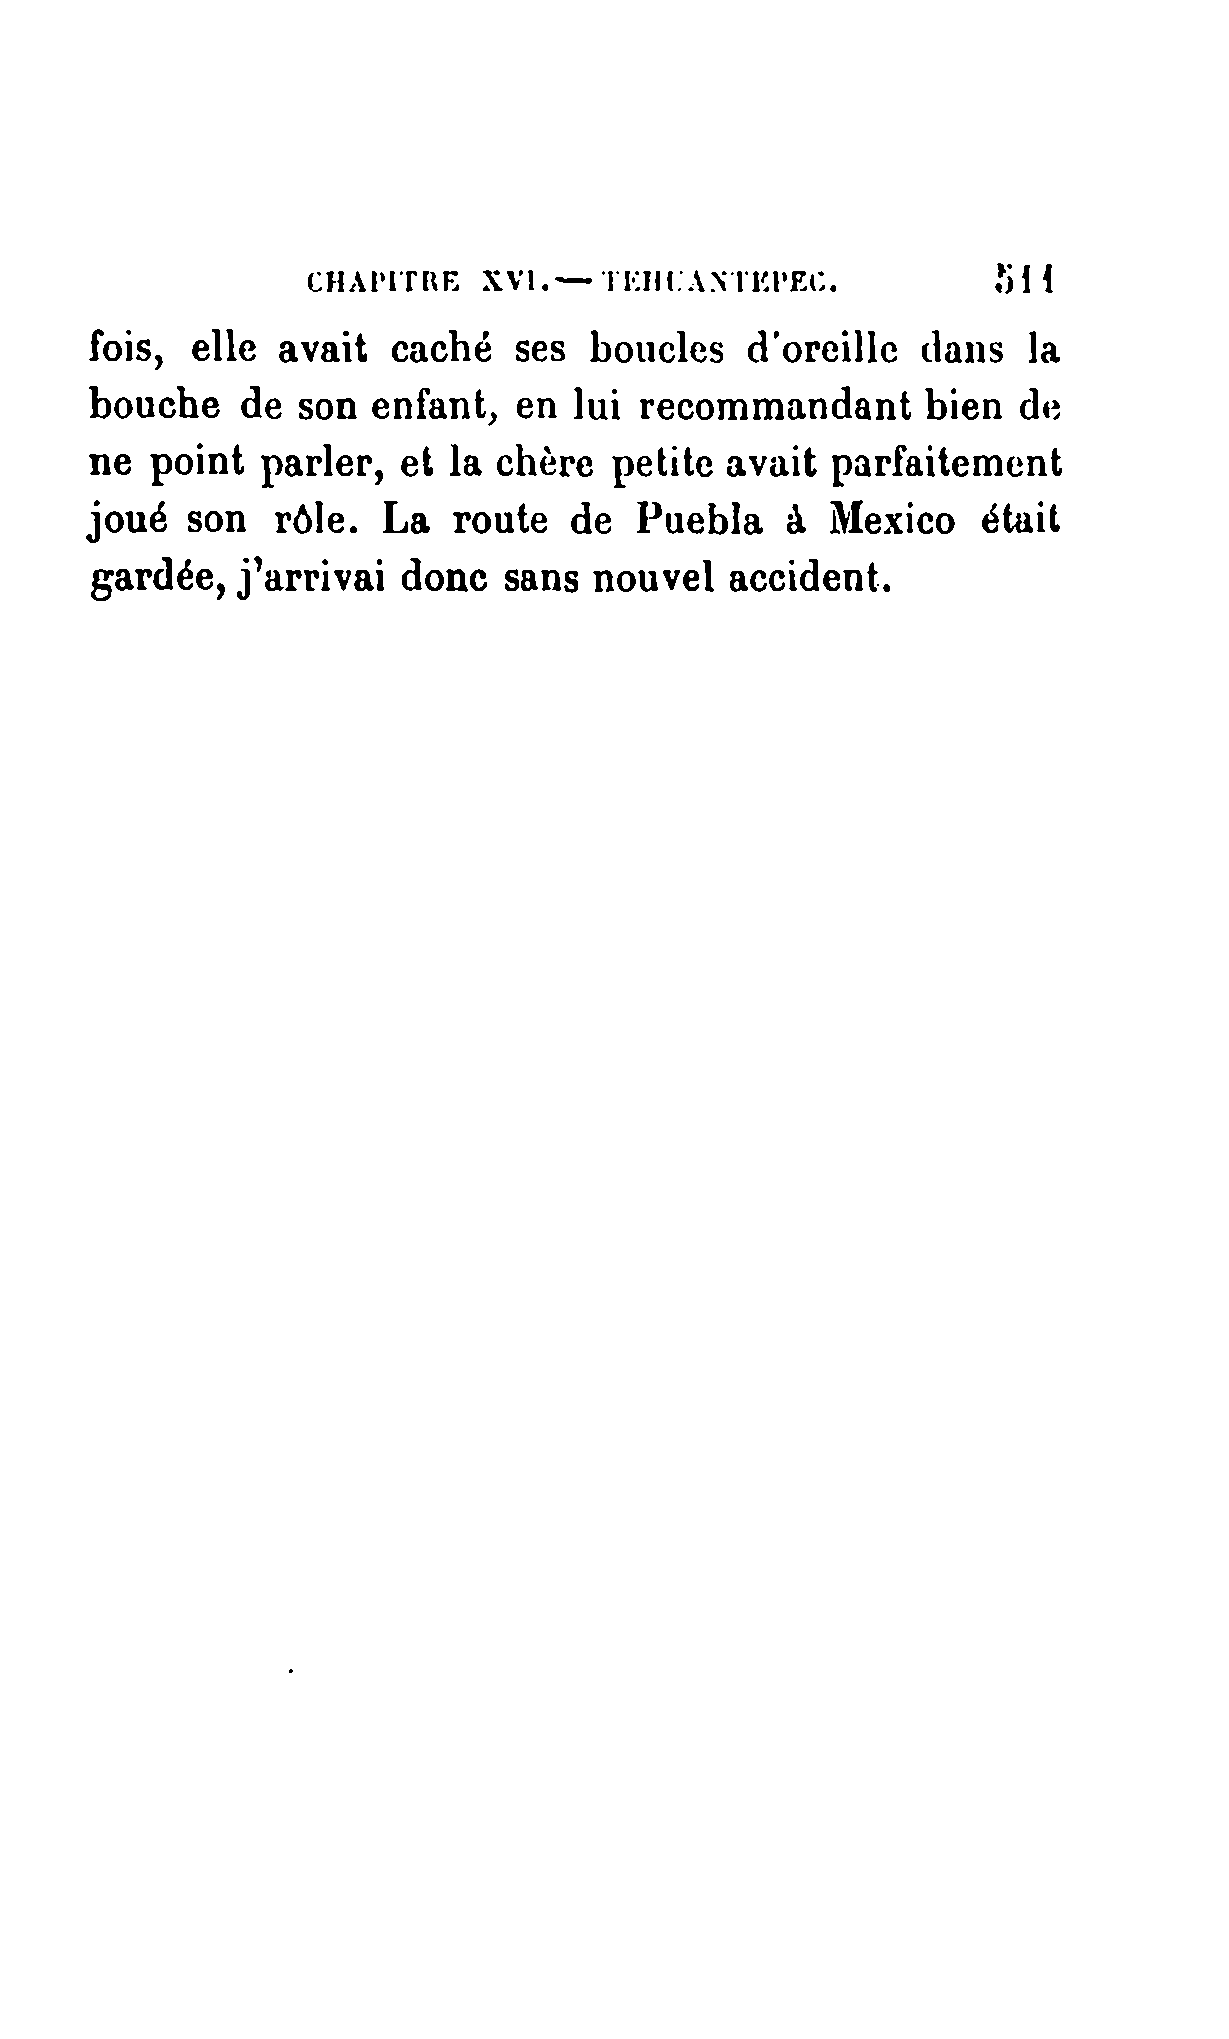 CHAPITRE XVI.— TEHUANTEPEC. 511
fois, elle avait caché ses boucles d'oreille dans la
bouche de son enfant, en lui recommandant bien de
ne point parler, et la chère petite avait parfaitement
joué son rôle. La route de Puebla à Mexico était
gardée, j'arrivai donc sans nouvel accident.